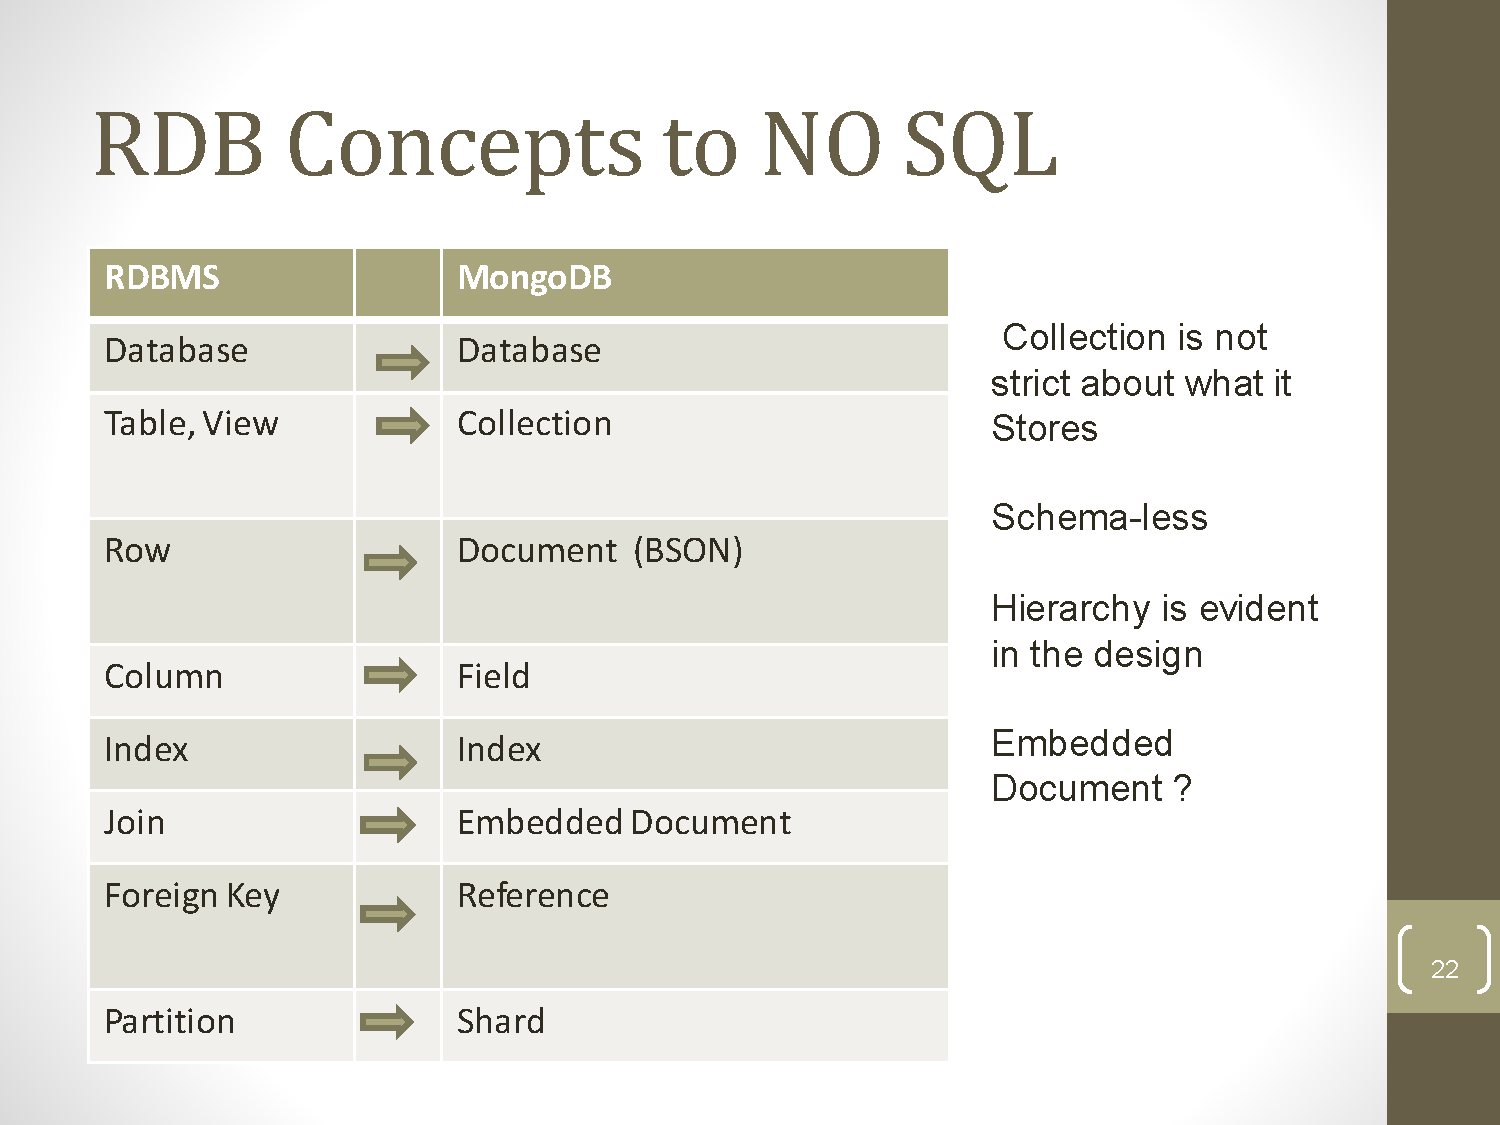 RDB Concepts to NO SQL
RDBMS MongoDB
Database Database
Table, View Collection
Row Document (BSON)
Column Field
Index Index
Join Embedded Document
Foreign Key Reference
Partition Shard
Collection is not
strict about what it
Stores
Schema-less
Hierarchy is evident
in the design
Embedded
Document ?
22